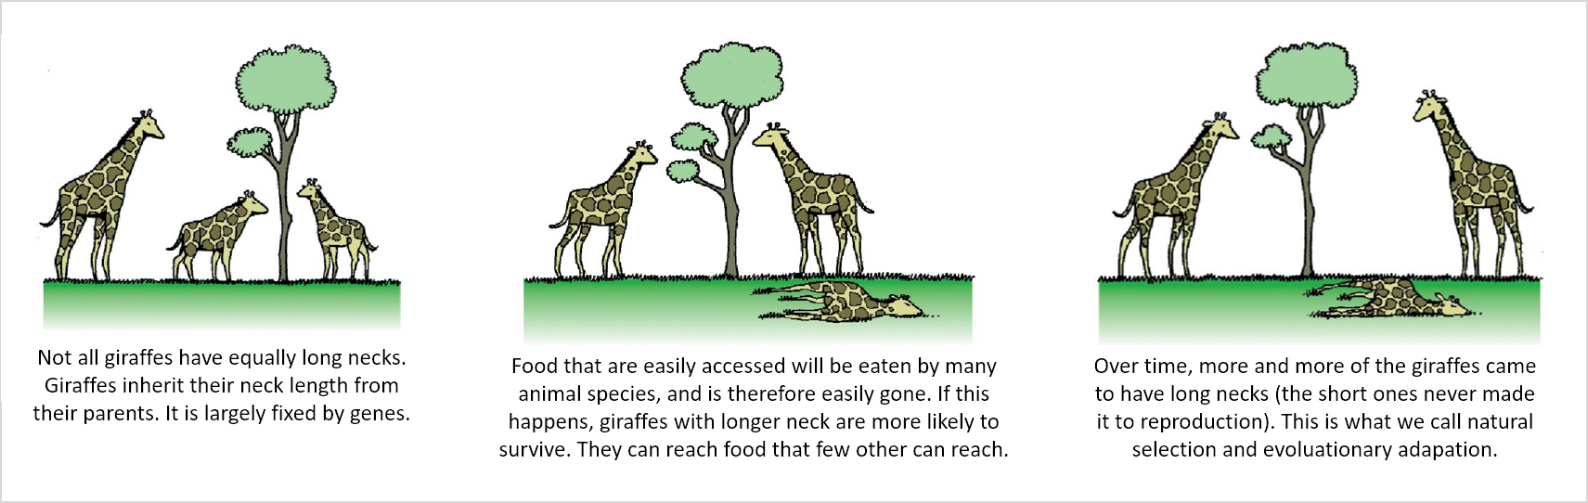 Not all giraffes have equally long necks.
Giraffes inherit their neck length from
their parents. It is largely fixed by genes.
Food that are easily accessed will be eaten by many
animal species, and is therefore easily gone. If this
happens, giraffes with longer neck are more likely to
survive. They can reach food that few other can reach.
Over time, more and more of the giraffes came
to have long necks (the short ones never made
it to reproduction). This is what we call natural
selection and evoluationary adapation.